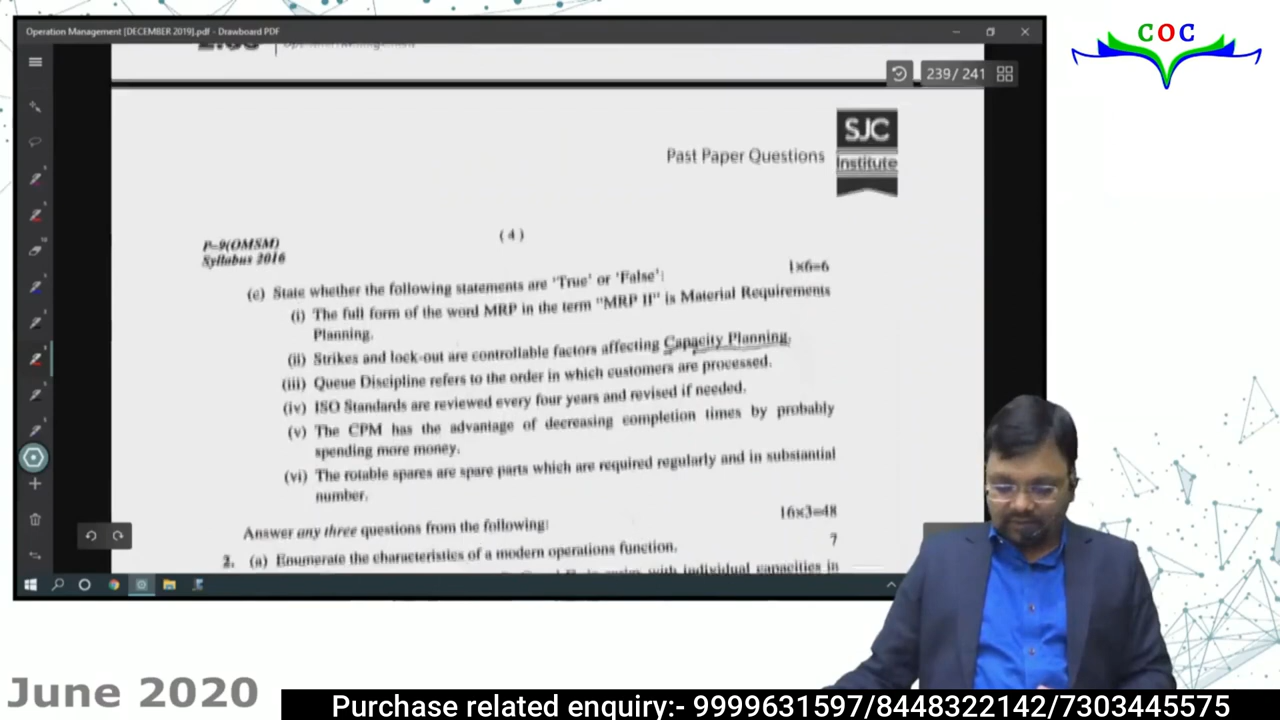 Operation Management [DECEMBER 2019].pdf - Drawboard PDF
COC
239/ 241
SJC
Institute
Past Paper Questions
(4)
P-9(OMSM)
Syllabus 2016
(c) State whether the following statements are 'True' or 'False': 1×6=6
(i) The full form of the word MRP in the term "MRP II" is Material Requirements
Planning.
(ii) Strikes and lock-out are controllable factors affecting Capacity Planning.
(iii) Queue Discipline refers to the order in which customers are processed.
(iv) ISO Standards are reviewed every four years and revised if needed.
(v) The CPM has the advantage of decreasing completion times by probably
spending more money.
(vi) The rotable spares are spare parts which are required regularly and in substantial
number.
Answer any three questions from the following: 16×3=48
2. (a) Enumerate the characteristics of a modern operations function. 7
with individual capacities in
June 2020
Purchase related enquiry:- 9999631597/8448322142/7303445575